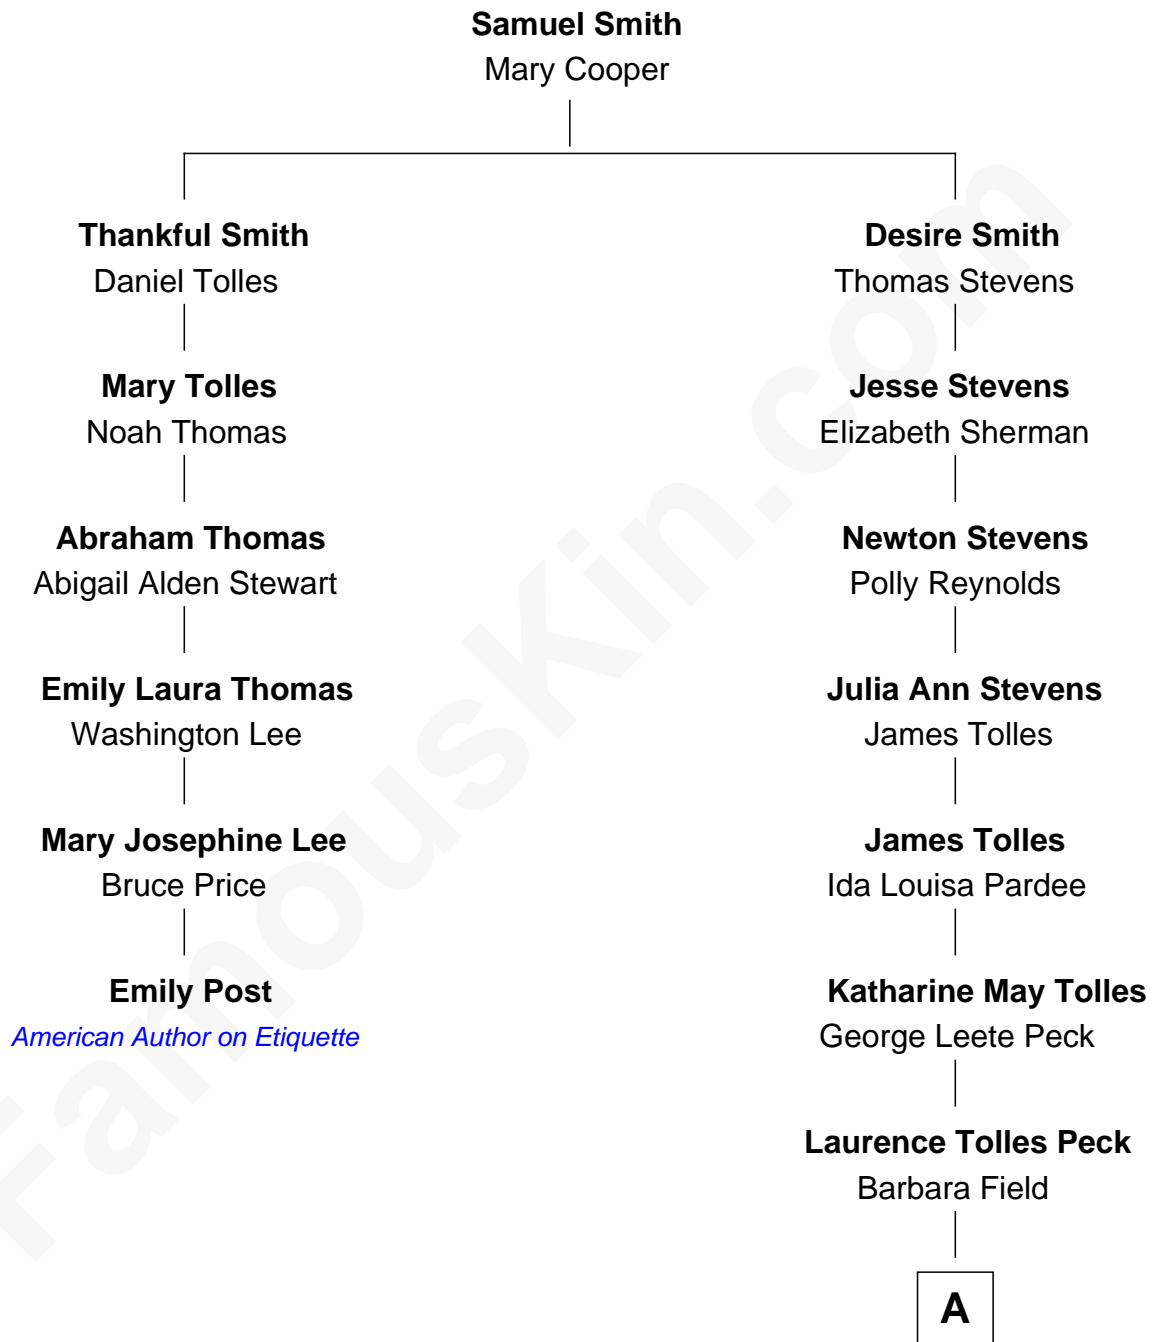 Samuel Smith
Mary Cooper
Thankful Smith
Daniel Tolles
Mary Tolles
Noah Thomas
Abraham Thomas
Abigail Alden Stewart
Emily Laura Thomas
Washington Lee
Mary Josephine Lee
Bruce Price
Emily Post
American Author on Etiquette
Desire Smith
Thomas Stevens
Jesse Stevens
Elizabeth Sherman
Newton Stevens
Polly Reynolds
Julia Ann Stevens
James Tolles
James Tolles
Ida Louisa Pardee
Katharine May Tolles
George Leete Peck
Laurence Tolles Peck
Barbara Field
A
FamousKin.com